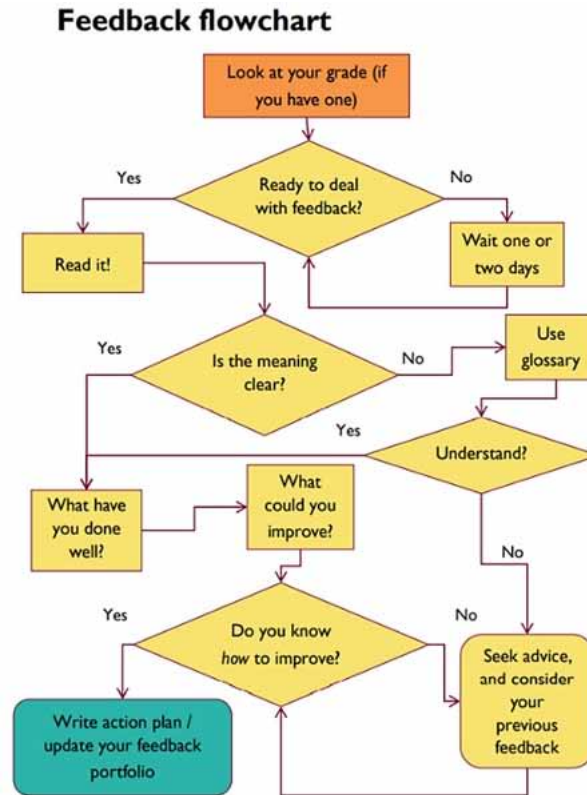 Feedback flowchart
Look at your grade (if
you have one)
Yes
Ready to deal
with feedback?
No
Read it!
Wait one or
two days
Yes
Is the meaning
clear?
No
Use
glossary
Yes
Understand?
What have
you done
well?
What
could you
improve?
No
Yes
Do you know
how to improve?
No
Seek advice,
and consider
your
previous
feedback
Write action plan /
update your feedback
portfolio